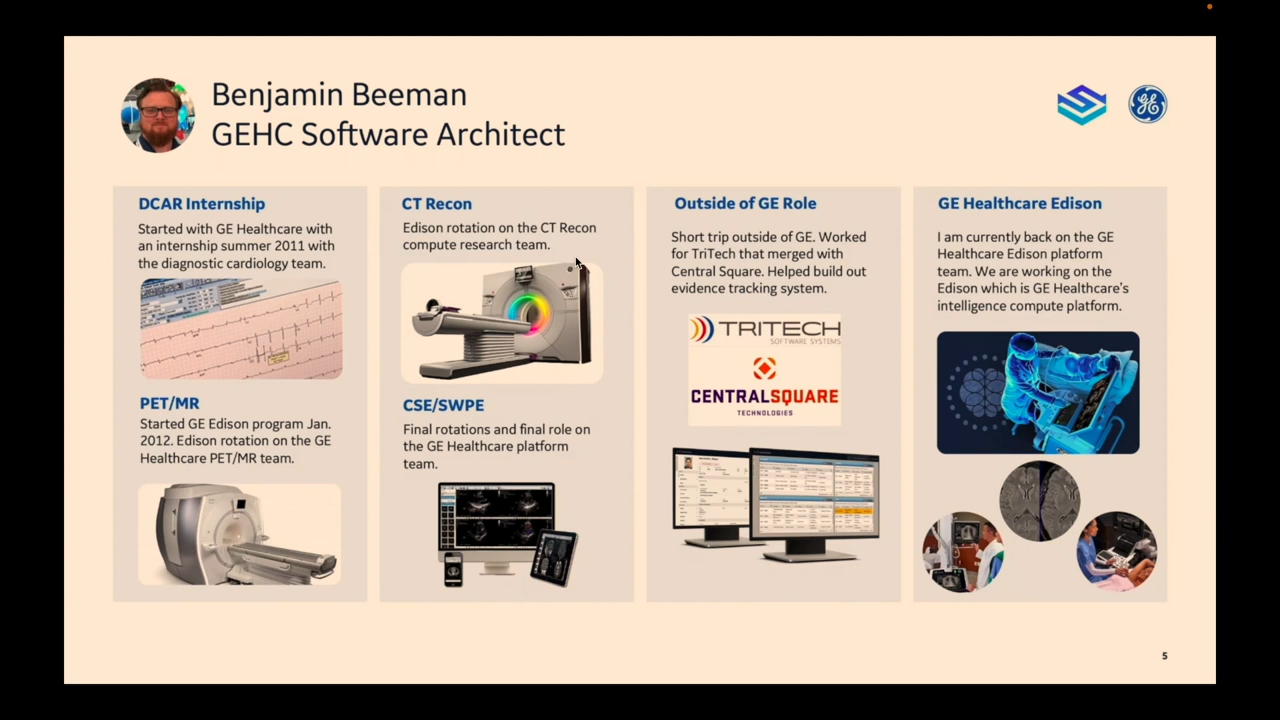 Benjamin Beeman
GEHC Software Architect
DCAR Internship
Started with GE Healthcare with
an internship summer 2011 with
the diagnostic cardiology team.
PET/MR
Started GE Edison program Jan.
2012. Edison rotation on the GE
Healthcare PET/MR team.
CT Recon
Edison rotation on the CT Recon
compute research team.
CSE/SWPE
Final rotations and final role on
the GE Healthcare platform
team.
Outside of GE Role
Short trip outside of GE. Worked
for TriTech that merged with
Central Square. Helped build out
evidence tracking system.
TRITECH
SOFTWARE SYSTEMS
CENTRALSQUARE
TECHNOLOGIES
GE Healthcare Edison
I am currently back on the GE
Healthcare Edison platform
team. We are working on the
Edison which is GE Healthcare's
intelligence compute platform.
5